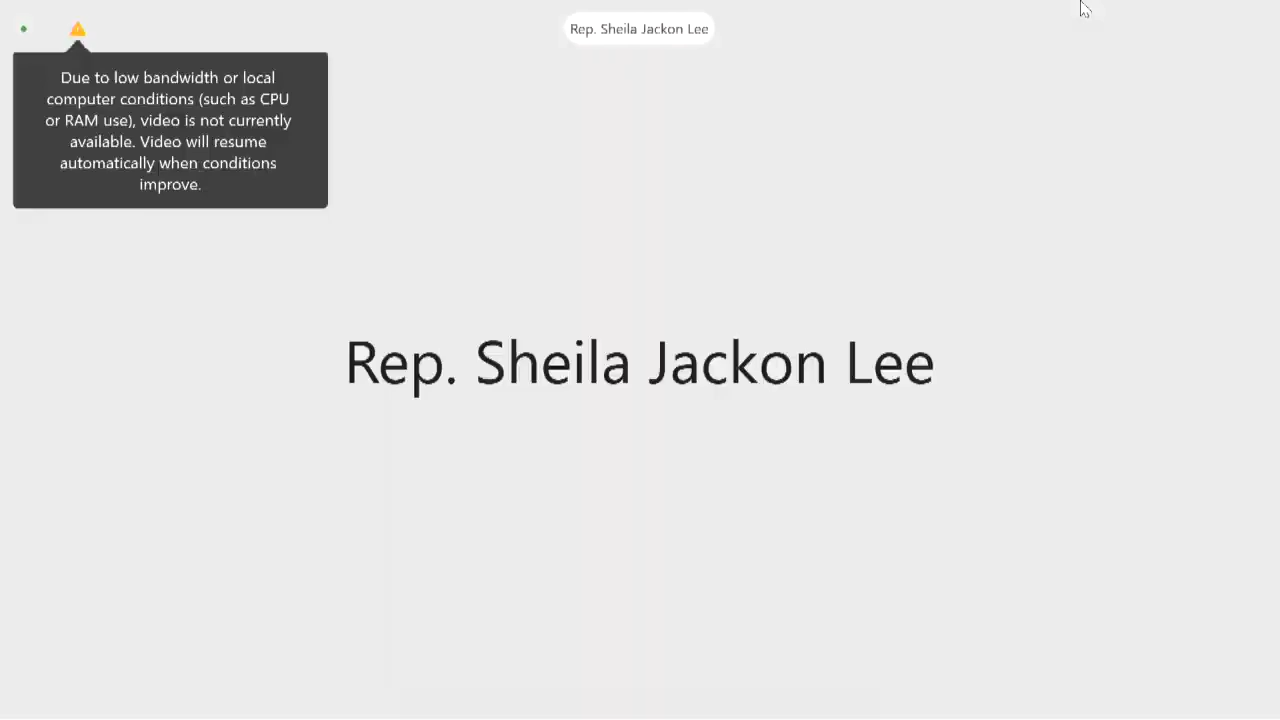 Rep. Sheila Jackon Lee
Due to low bandwidth or local
computer conditions (such as CPU
or RAM use), video is not currently
available. Video will resume
automatically when conditions
improve.
Rep. Sheila Jackon Lee